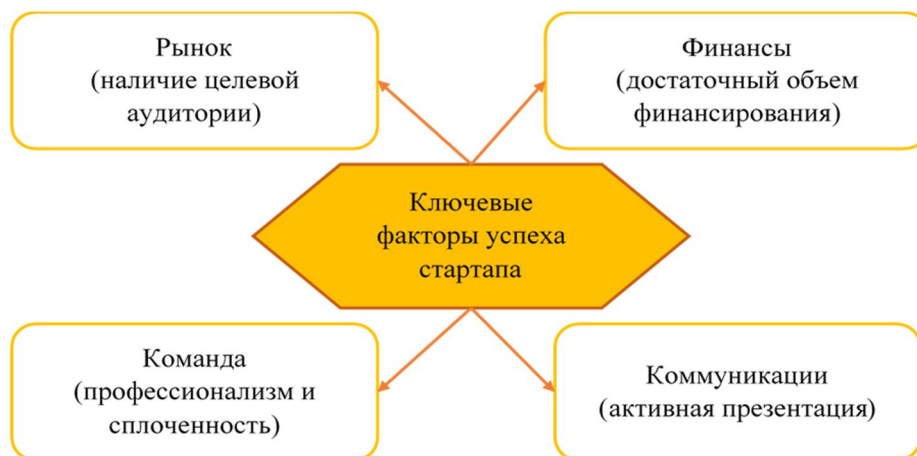 Рынок
(наличие целевой
аудитории)
Финансы
(достаточный объем
финансирования)
Ключевые
факторы успеха
стартапа
Команда
(профессионализм и
сплоченность)
Коммуникации
(активная презентация)